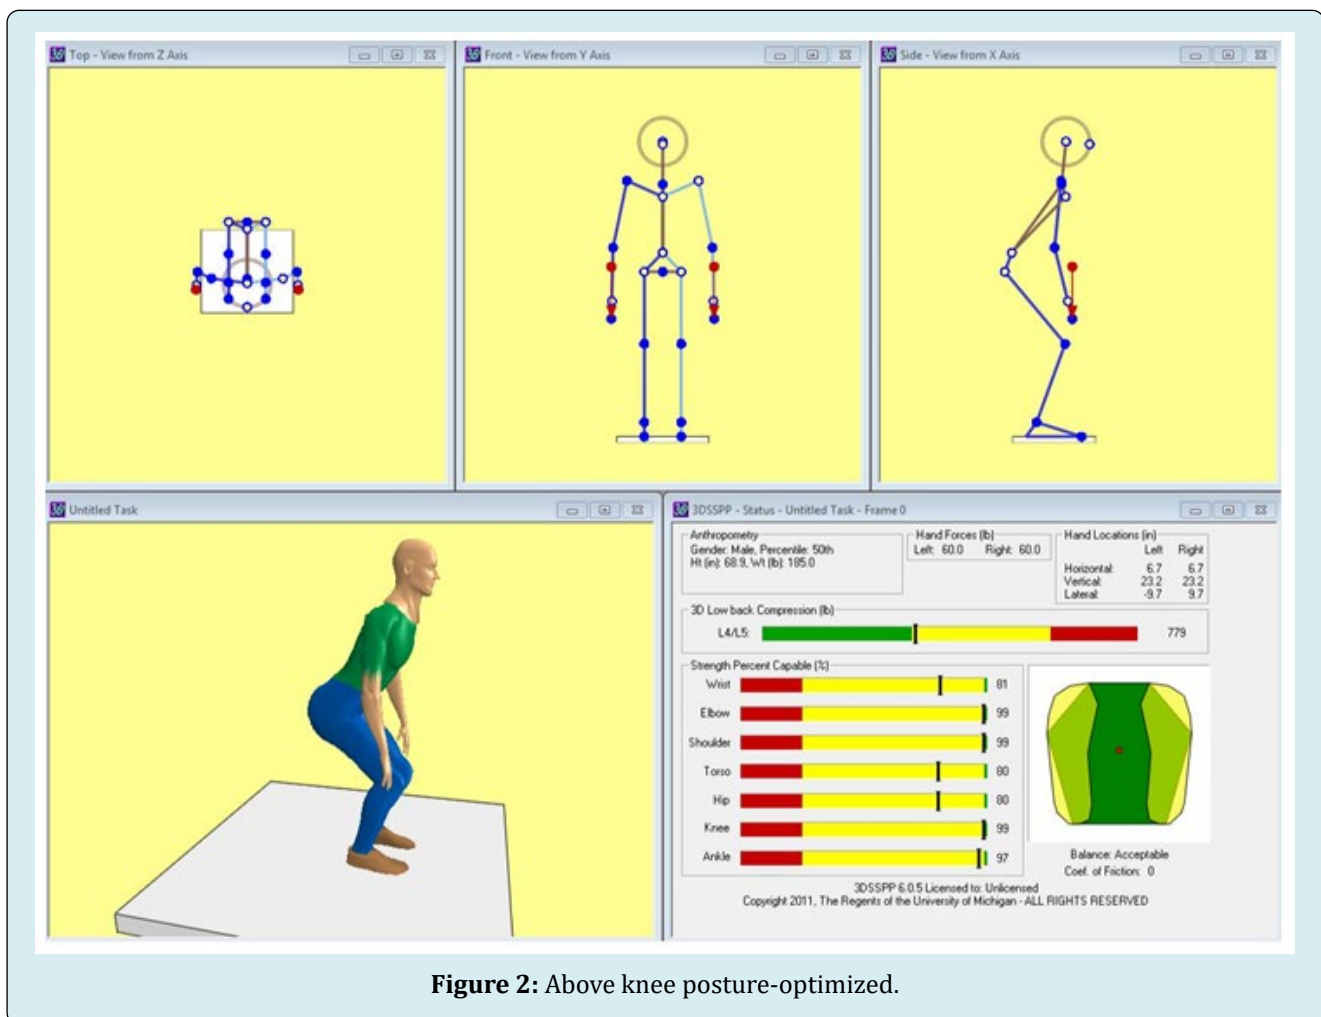 Top - View from Z Axis
Front - View from Y Axis
Side - View from X Axis
Untitled Task
3DSSPP - Status - Untitled Task - Frame 0
Anthropometry
Gender: Male, Percentile: 50th
Ht (in): 68.9, Wt (lb): 185.0
Hand Forces (lb)
Left: 60.0 Right: 60.0
Hand Locations (in)
Left Right
Horizontal: 6.7 6.7
Vertical: 23.2 23.2
Lateral: -9.7 9.7
3D Low back Compression (lb)
L4/L5: 779
Strength Percent Capable (%)
Wrist 81
Elbow 99
Shoulder 99
Torso 80
Hip 80
Knee 99
Ankle 97
Balance: Acceptable
Coef. of Friction: 0
3DSSPP 6.0.5 Licensed to: Unlicensed
Copyright 2011, The Regents of the University of Michigan - ALL RIGHTS RESERVED
Figure 2: Above knee posture-optimized.